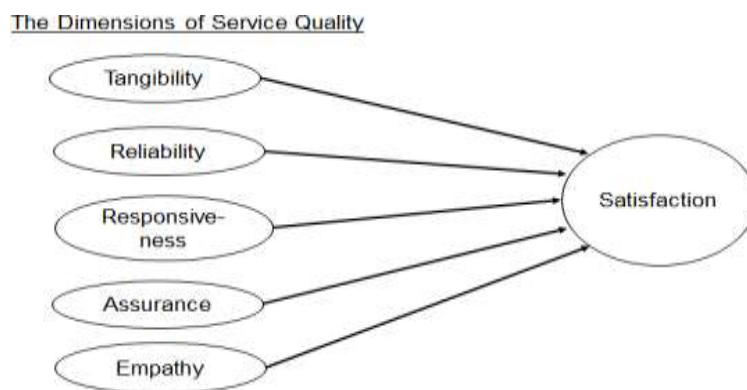 The Dimensions of Service Quality
Tangibility
Reliability
Responsive-
ness
Assurance
Empathy
Satisfaction